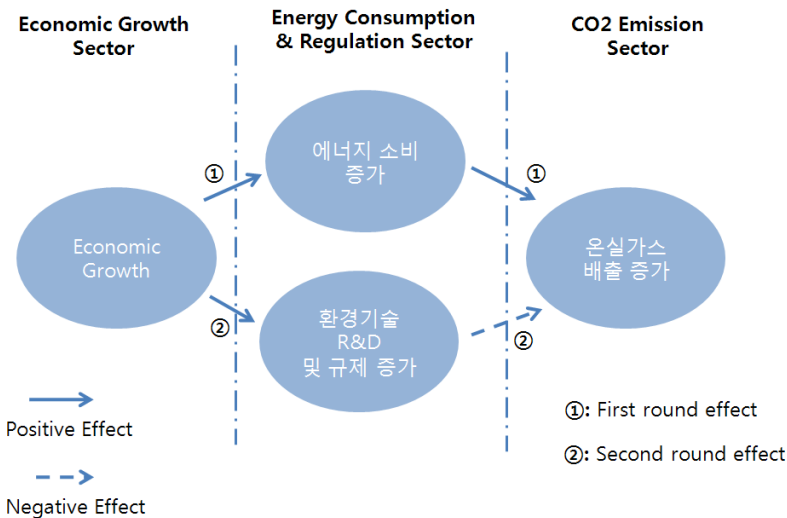 Economic Growth
Sector
Energy Consumption
& Regulation Sector
CO2 Emission
Sector
에너지 소비
증가
①
①
Economic
Growth
온실가스
배출 증가
②
환경기술
R&D
및 규제 증가
②
Positive Effect
Negative Effect
①: First round effect
②: Second round effect